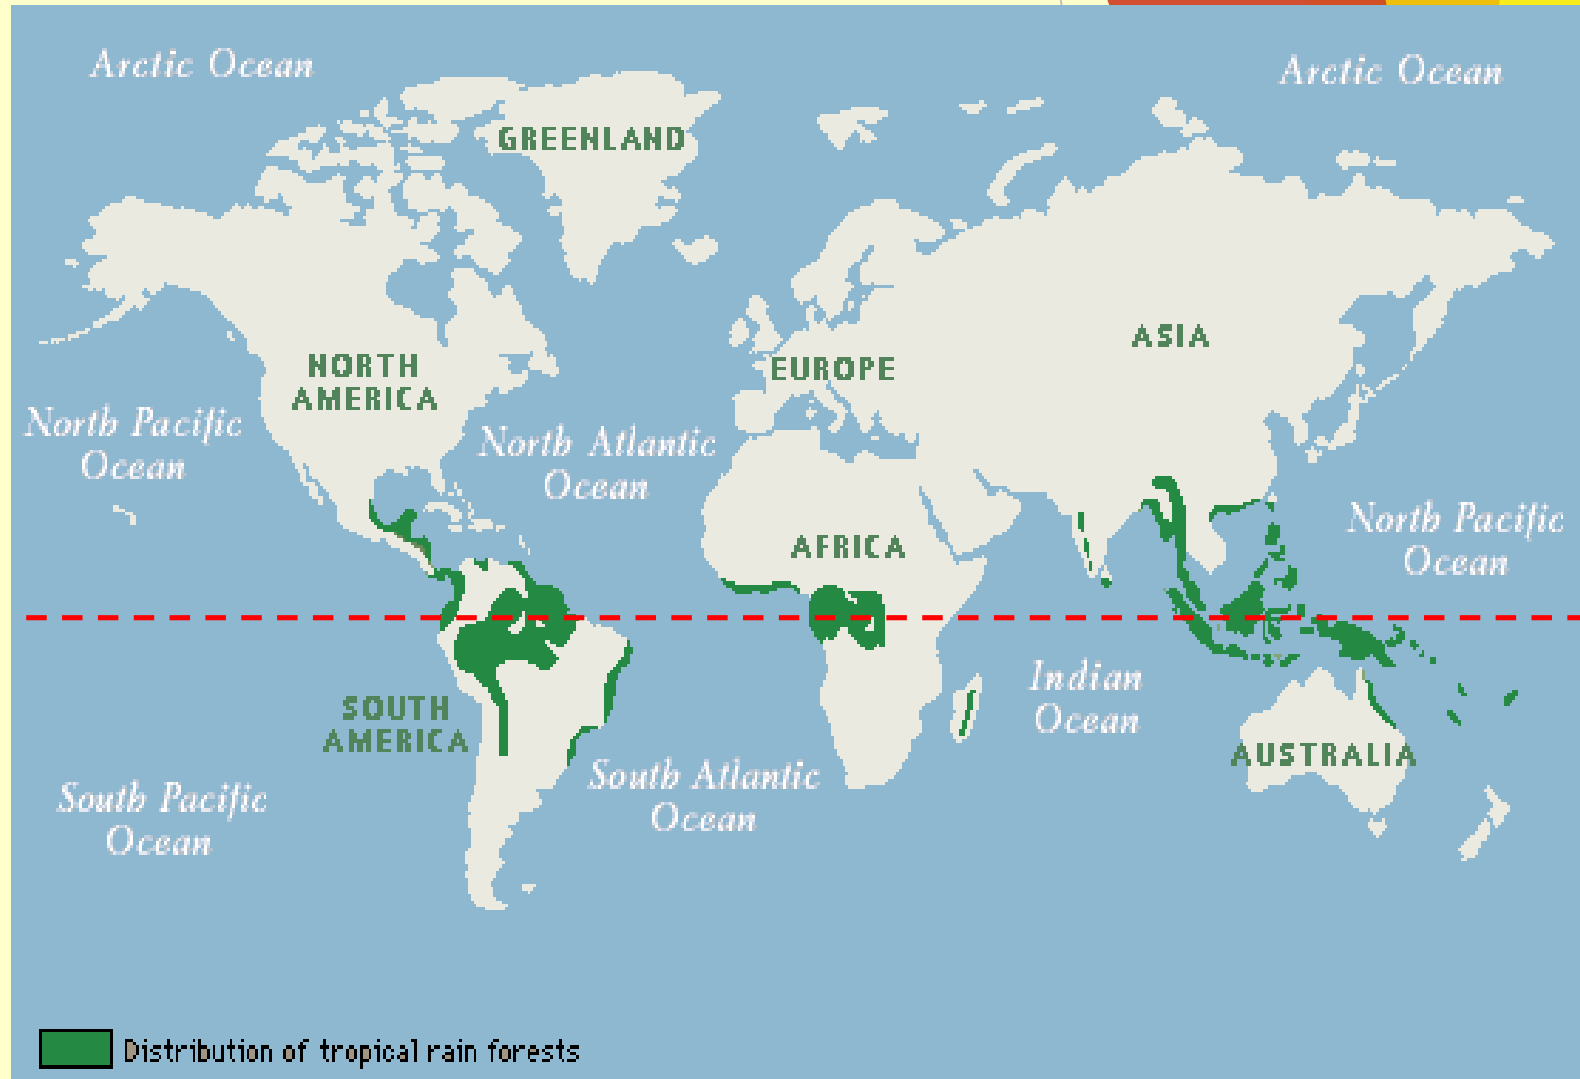 Arctic Ocean
Arctic Ocean
GREENLAND
NORTH
AMERICA
EUROPE
ASIA
North Pacific
Ocean
North Atlantic
Ocean
North Pacific
Ocean
AFRICA
SOUTH
AMERICA
Indian
Ocean
AUSTRALIA
South Pacific
Ocean
South Atlantic
Ocean
Distribution of tropical rain forests